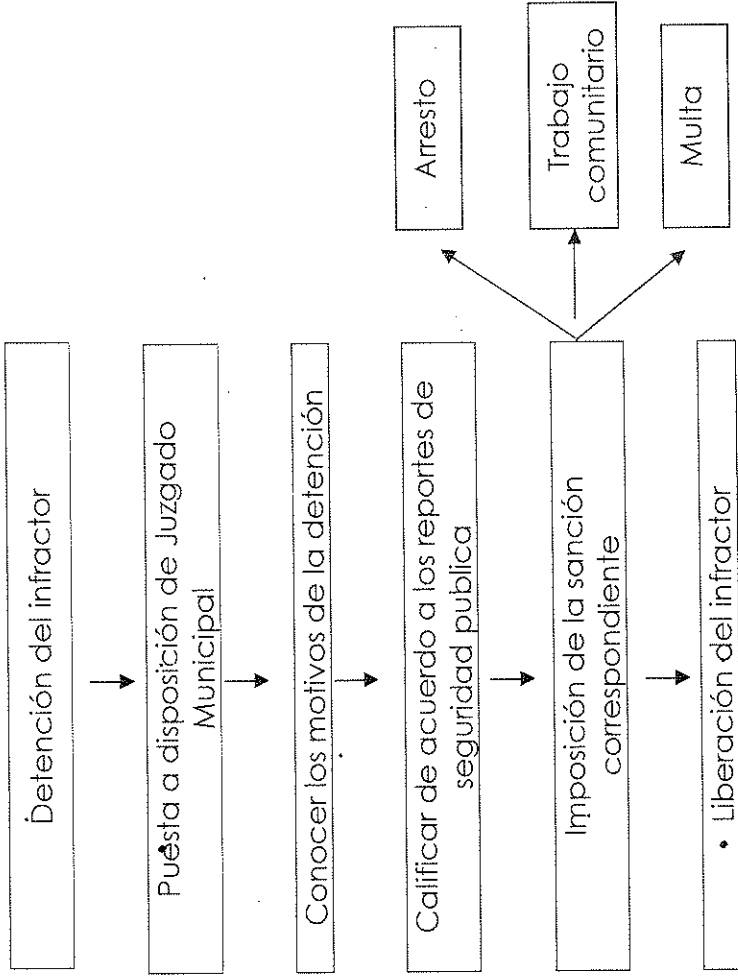 Detención del infractor
Puesta a disposición de Juzgado
Municipal
Conocer los motivos de la detención
Calificar de acuerdo a los reportes de
seguridad publica
Imposición de la sanción
correspondiente
Arresto
Trabajo
comunitario
Multa
• Liberación del infractor